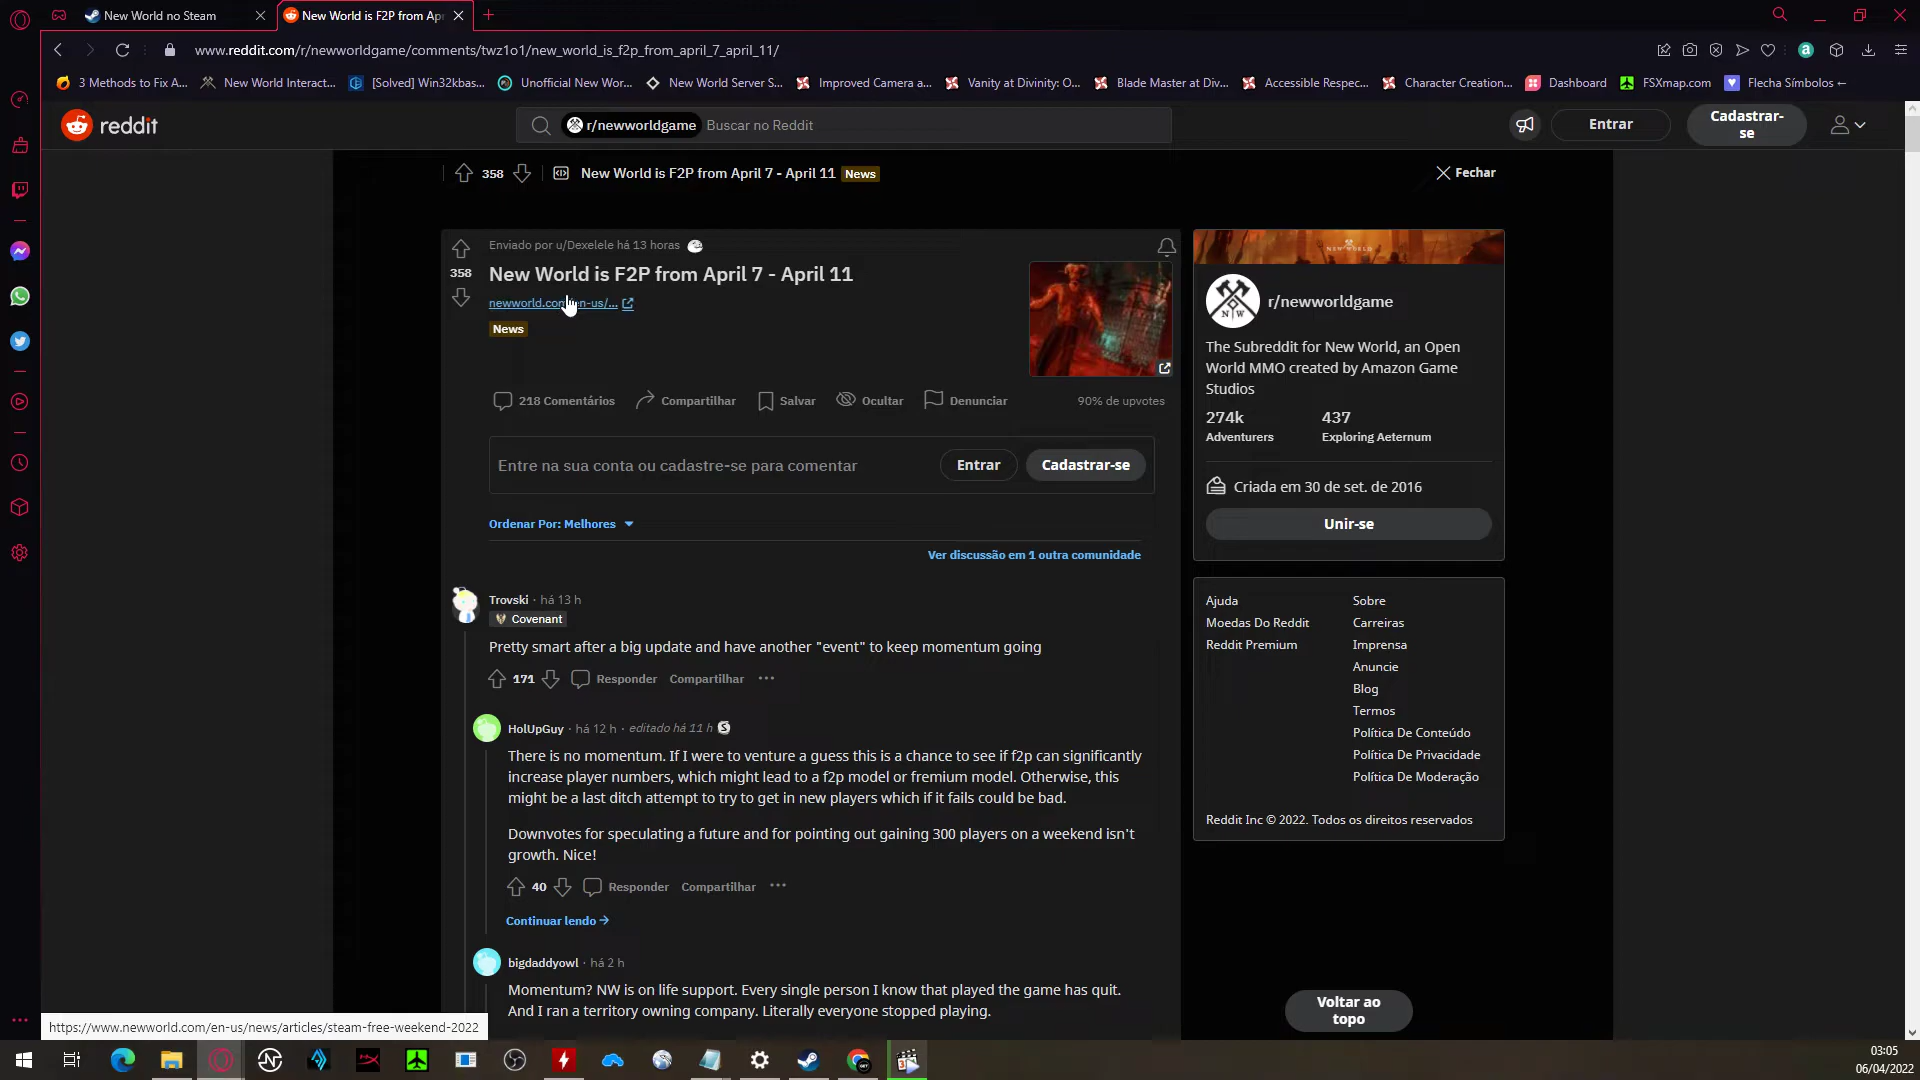 New World no Steam
New World is F2P from Ap
www.reddit.com/r/newworldgame/comments/twz1o1/new_world_is_f2p_from_april_7_april_11/
3 Methods to Fix A...
New World Interact...
[Solved] Win32kbas...
Unofficial New Wor...
New World Server S...
Improved Camera a...
Vanity at Divinity: O...
Blade Master at Div...
Accessible Respec...
Character Creation...
Dashboard
FSXmap.com
Flecha Símbolos ←
reddit
r/newworldgame
Buscar no Reddit
Entrar
Cadastrar-
se
358
New World is F2P from April 7 - April 11
News
Fechar
Enviado por u/Dexelele há 13 horas
358
New World is F2P from April 7 - April 11
newworld.com/en-us/...
News
218 Comentários
Compartilhar
Salvar
Ocultar
Denunciar
90% de upvotes
Entre na sua conta ou cadastre-se para comentar
Entrar
Cadastrar-se
Ordenar Por: Melhores
Ver discussão em 1 outra comunidade
Trovski · há 13 h
Covenant
Pretty smart after a big update and have another "event" to keep momentum going
171
Responder
Compartilhar
···
HolUpGuy · há 12 h · editado há 11 h
There is no momentum. If I were to venture a guess this is a chance to see if f2p can significantly
increase player numbers, which might lead to a f2p model or fremium model. Otherwise, this
might be a last ditch attempt to try to get in new players which if it fails could be bad.
Downvotes for speculating a future and for pointing out gaining 300 players on a weekend isn't
growth. Nice!
40
Responder
Compartilhar
···
Continuar lendo →
bigdaddyowl · há 2 h
Momentum? NW is on life support. Every single person I know that played the game has quit.
And I ran a territory owning company. Literally everyone stopped playing.
NEW WORLD
N W
r/newworldgame
The Subreddit for New World, an Open
World MMO created by Amazon Game
Studios
274k
437
Adventurers
Exploring Aeternum
Criada em 30 de set. de 2016
Unir-se
Ajuda
Sobre
Moedas Do Reddit
Carreiras
Reddit Premium
Imprensa
Anuncie
Blog
Termos
Política De Conteúdo
Política De Privacidade
Política De Moderação
Reddit Inc © 2022. Todos os direitos reservados
Voltar ao
topo
https://www.newworld.com/en-us/news/articles/steam-free-weekend-2022
03:05
06/04/2022